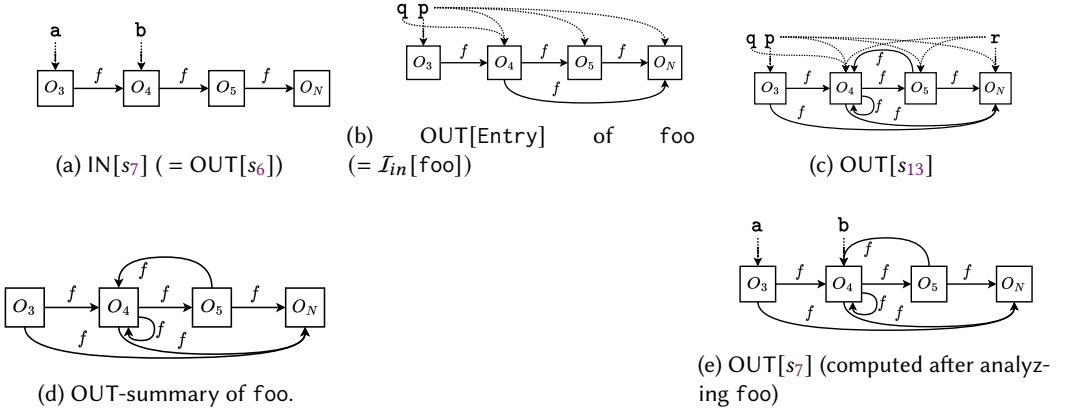 a b
O3 f O4 f O5 f ON
(a) IN[s7] ( = OUT[s6])
q p
O3 f O4 f O5 f ON
f
(b) OUT[Entry] of foo
(= Iin[foo])
q p r
f
O3 f O4 f O5 f ON
f f f
(c) OUT[s13]
f
O3 f O4 f O5 f ON
f f f
(d) OUT-summary of foo.
a b
f
O3 f O4 f O5 f ON
f f f
(e) OUT[s7] (computed after analyz-
ing foo)